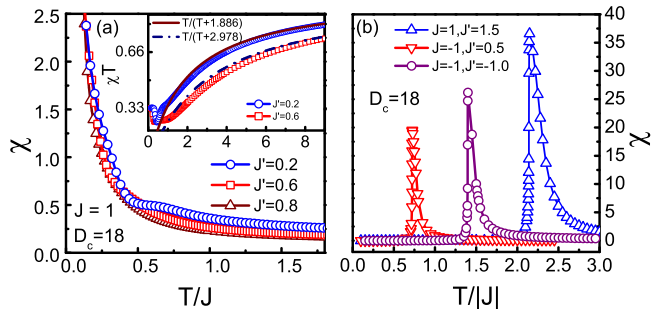 (a)
χ
2.5
2.0
1.5
1.0
0.5
0.0
0.0
0.5
1.0
1.5
T/J
J = 1
D_c=18
J'=0.2
J'=0.6
J'=0.8
χT
0.66
0.33
0
2
4
6
8
T/(T+1.886)
T/(T+2.978)
J'=0.2
J'=0.6
(b)
J=1,J'=1.5
J=-1,J'=0.5
J=-1,J'=-1.0
D_c=18
40
35
30
25
20
15
10
5
0
χ
0.0
0.5
1.0
1.5
2.0
2.5
3.0
T/|J|